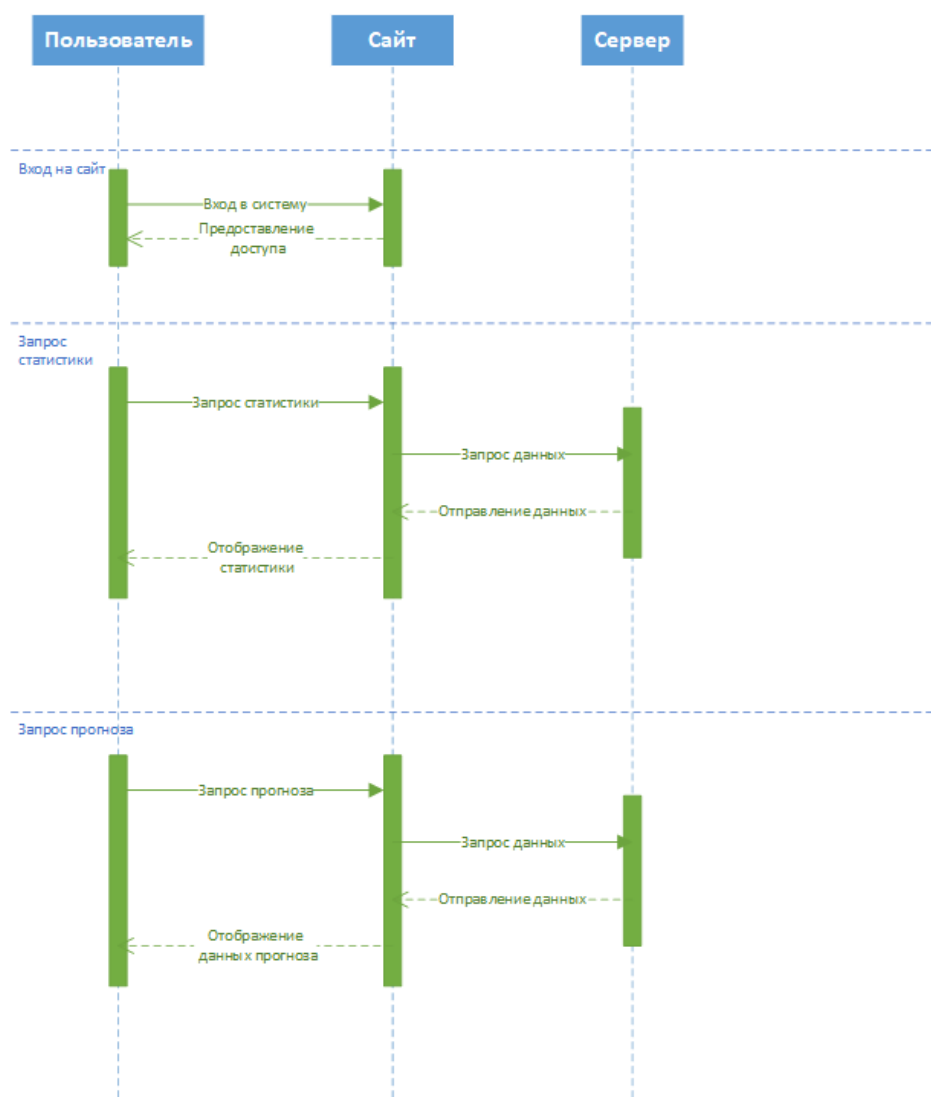 Пользователь
Сайт
Сервер
Вход на сайт
Вход в систему
Предоставление
доступа
Запрос
статистики
Запрос статистики
Запрос данных
Отправление данных
Отображение
статистики
Запрос прогноза
Запрос прогноза
Запрос данных
Отправление данных
Отображение
данных прогноза